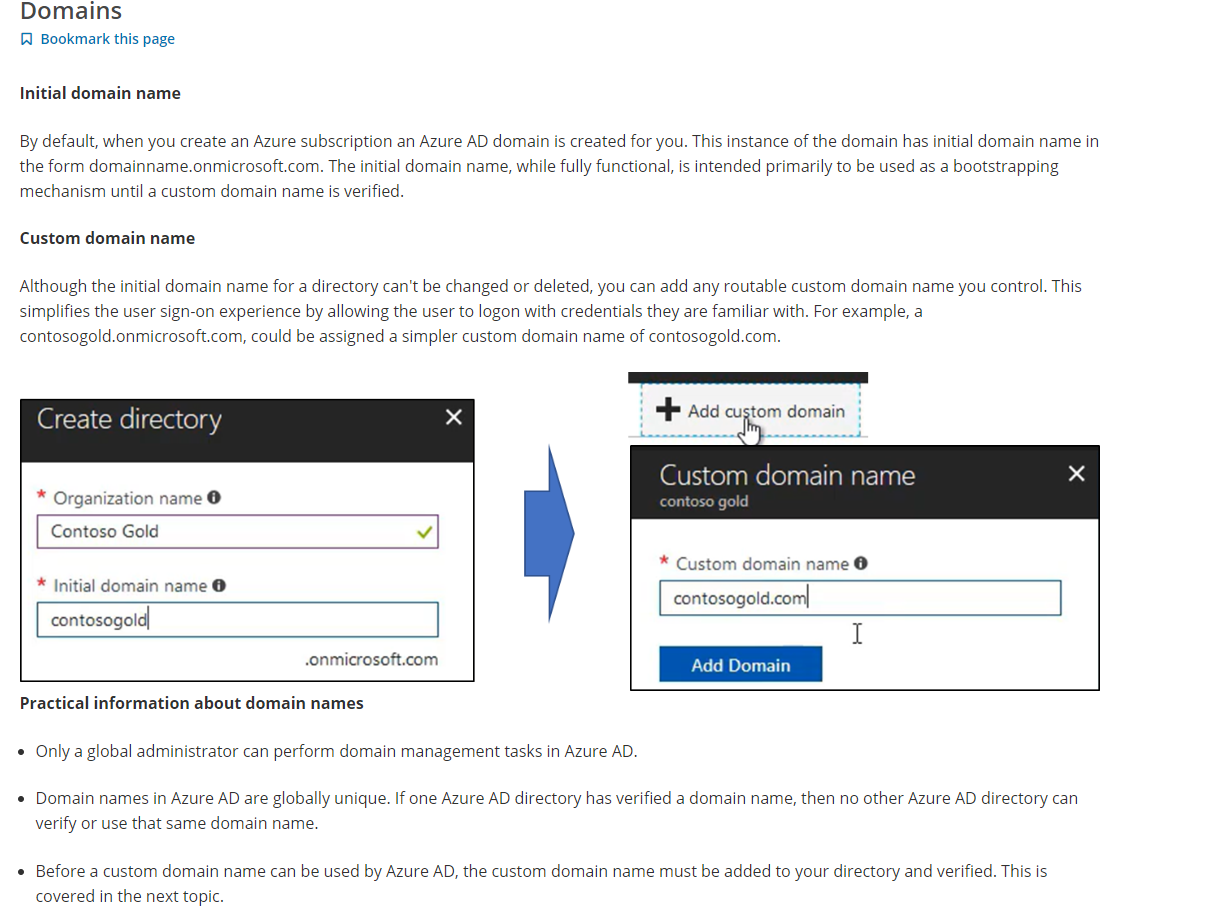 Domains
Bookmark this page
Initial domain name
By default, when you create an Azure subscription an Azure AD domain is created for you. This instance of the domain has initial domain name in
the form domainname.onmicrosoft.com. The initial domain name, while fully functional, is intended primarily to be used as a bootstrapping
mechanism until a custom domain name is verified.
Custom domain name
Although the initial domain name for a directory can't be changed or deleted, you can add any routable custom domain name you control. This
simplifies the user sign-on experience by allowing the user to logon with credentials they are familiar with. For example, a
contosogold.onmicrosoft.com, could be assigned a simpler custom domain name of contosogold.com.
Create directory
* Organization name
Contoso Gold
* Initial domain name
contosogold
.onmicrosoft.com
Add custom domain
Custom domain name
contoso gold
* Custom domain name
contosogold.com
Add Domain
Practical information about domain names
• Only a global administrator can perform domain management tasks in Azure AD.
• Domain names in Azure AD are globally unique. If one Azure AD directory has verified a domain name, then no other Azure AD directory can
verify or use that same domain name.
• Before a custom domain name can be used by Azure AD, the custom domain name must be added to your directory and verified. This is
covered in the next topic.